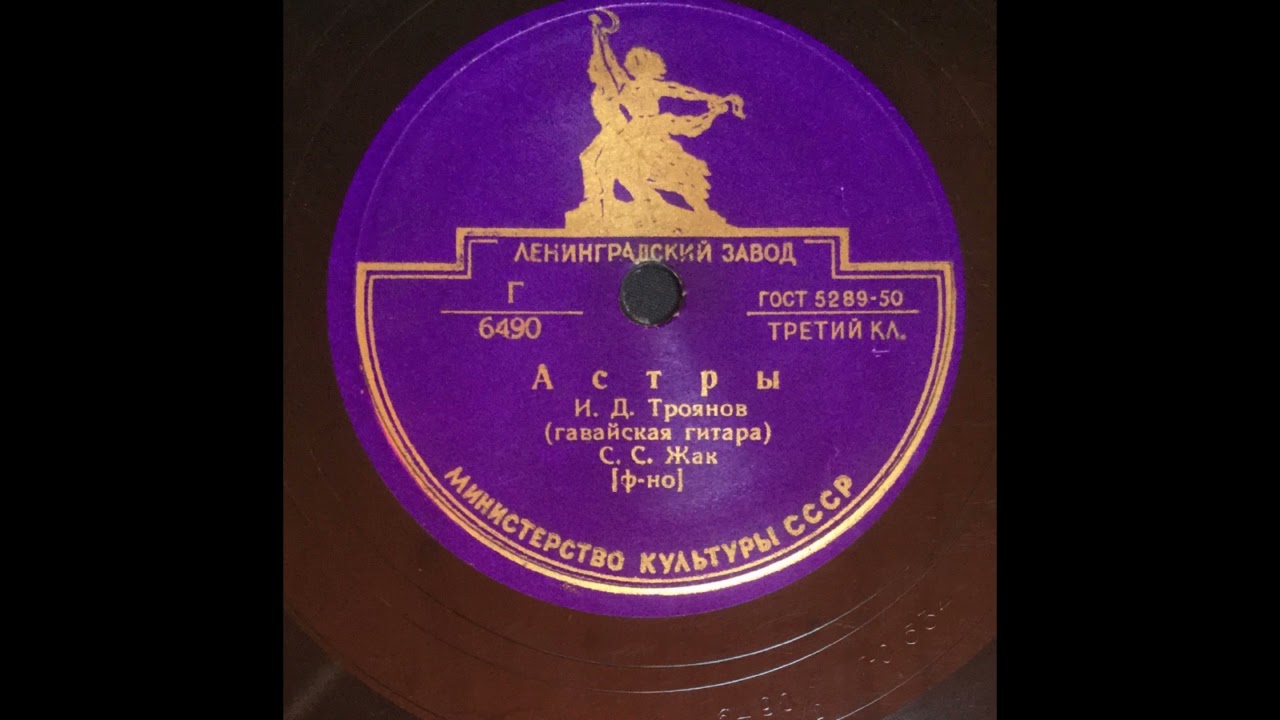 ЛЕНИНГРАДСКИЙ ЗАВОД
Г
6490
ГОСТ 5289-50
ТРЕТИЙ КЛ.
Астры
И. Д. Троянов
(гавайская гитара)
С. С. Жак
[ф-но]
МИНИСТЕРСТВО КУЛЬТУРЫ СССР